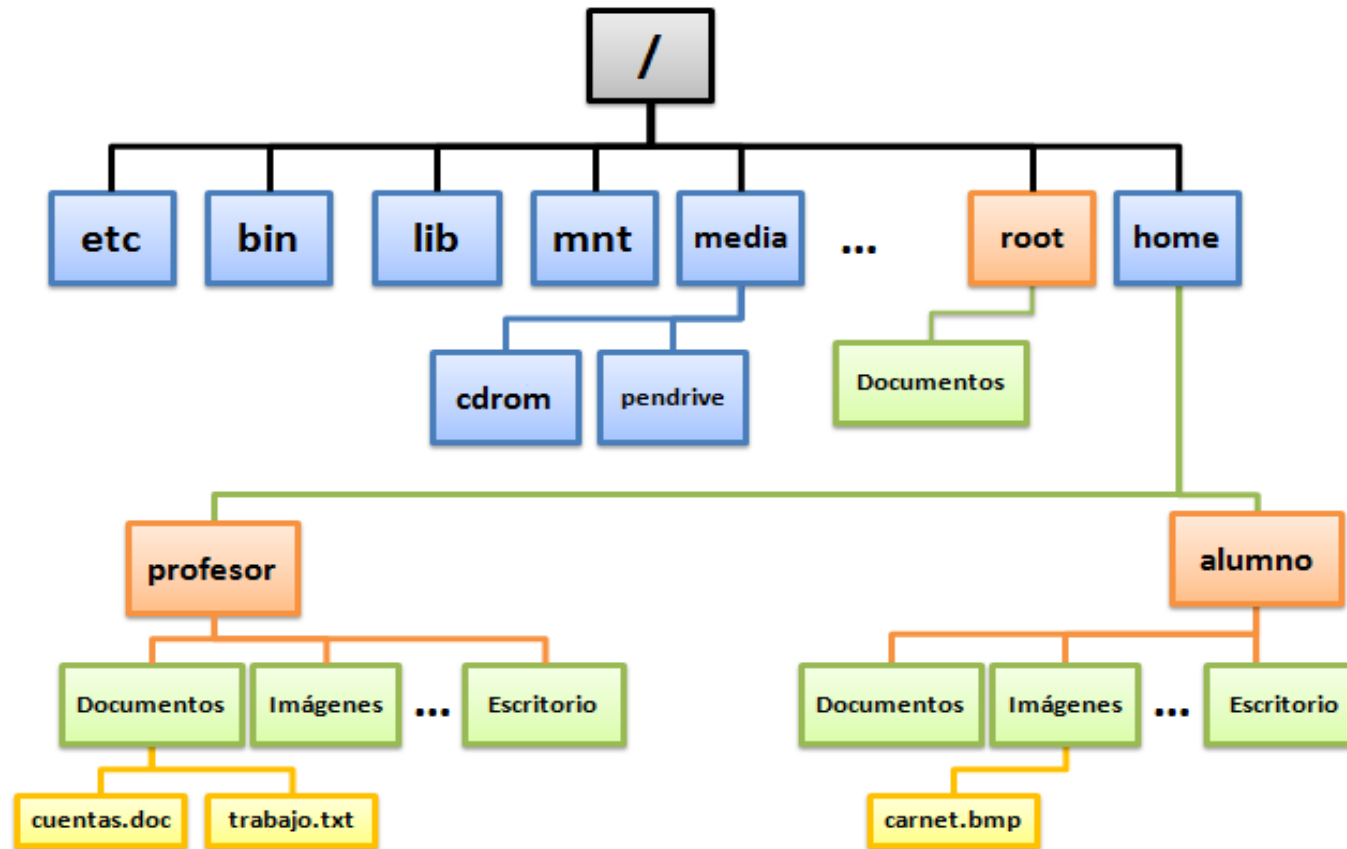 /
etc
bin
lib
mnt
media
...
root
home
cdrom
pendrive
Documentos
profesor
alumno
Documentos
Imágenes
...
Escritorio
Documentos
Imágenes
...
Escritorio
cuentas.doc
trabajo.txt
carnet.bmp